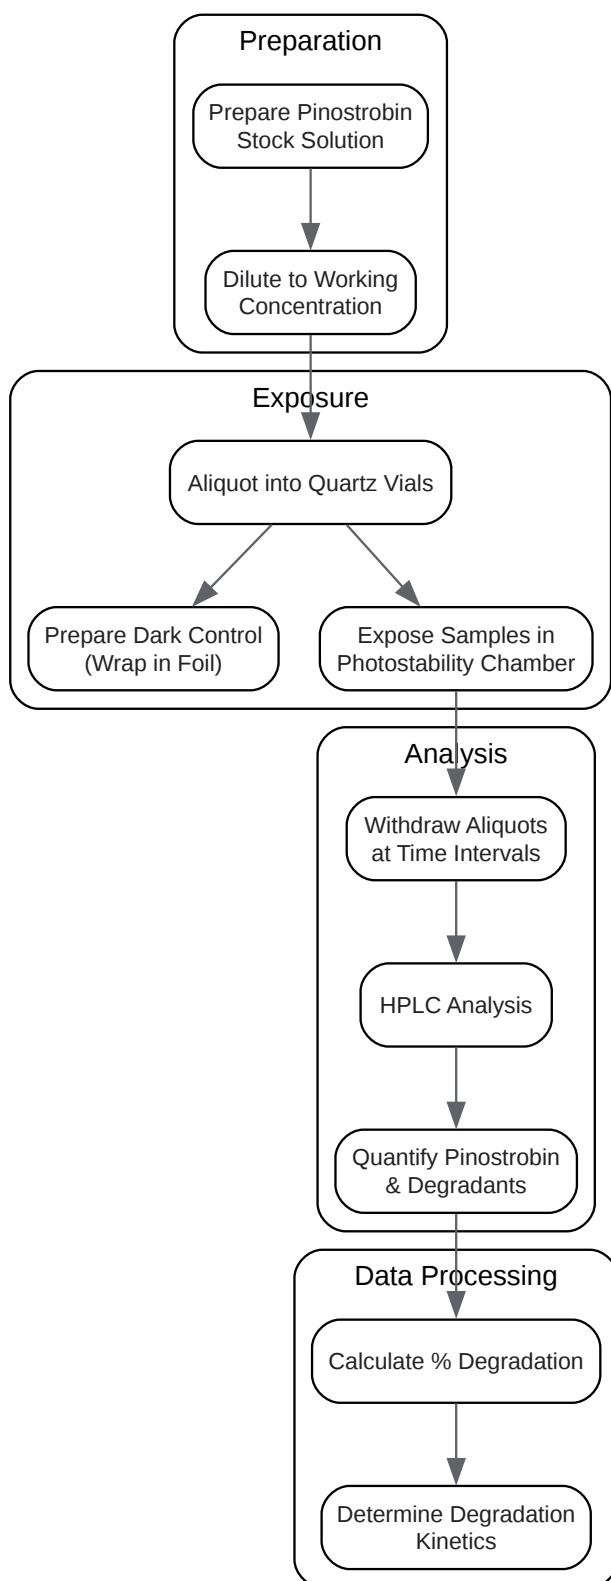 Preparation
Prepare Pinostrobin
Stock Solution
Dilute to Working
Concentration
Exposure
Aliquot into Quartz Vials
Prepare Dark Control
(Wrap in Foil)
Expose Samples in
Photostability Chamber
Analysis
Withdraw Aliquots
at Time Intervals
HPLC Analysis
Quantify Pinostrobin
& Degradants
Data Processing
Calculate % Degradation
Determine Degradation
Kinetics